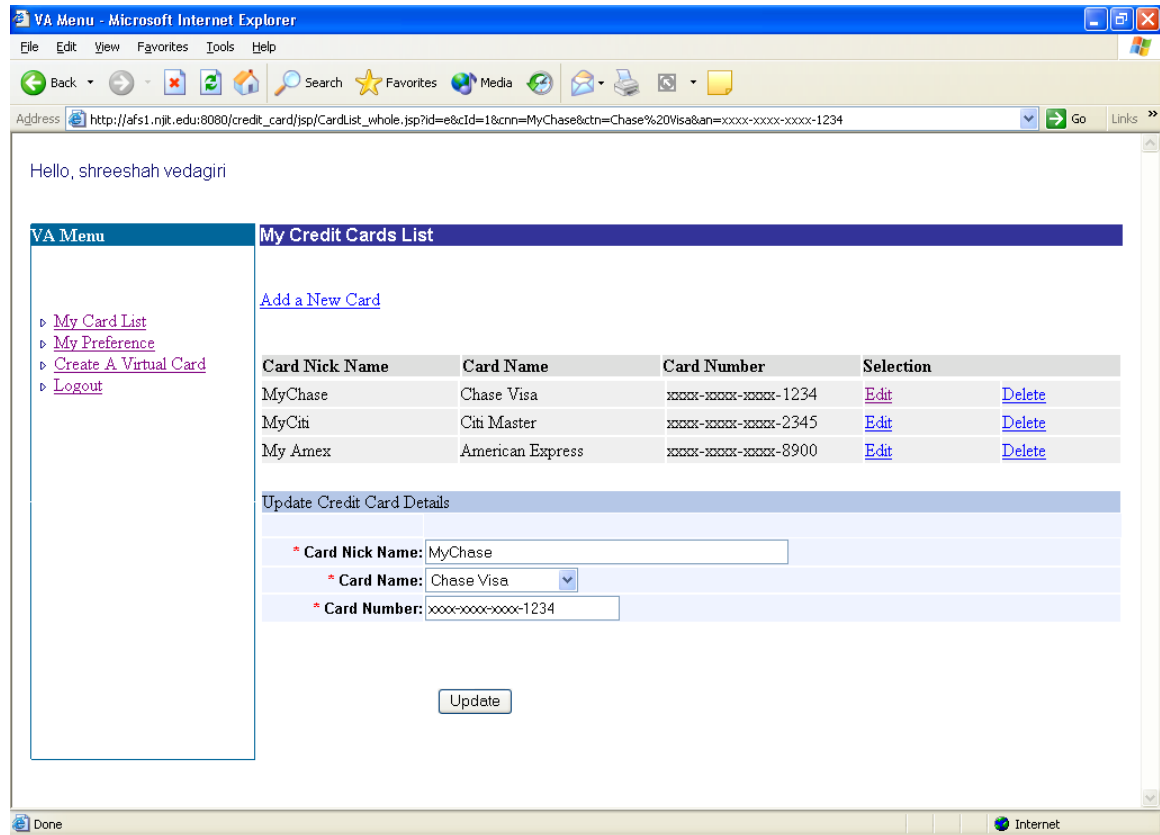 VA Menu - Microsoft Internet Explorer
File Edit View Favorites Tools Help
Back Search Favorites Media
Address http://afs1.njit.edu:8080/credit_card/jsp/CardList_whole.jsp?id=e&cId=1&cnn=MyChase&ctn=Chase%20Visa&an=xxxx-xxxx-xxxx-1234 Go Links »
Hello, shreeshah vedagiri
VA Menu
My Card List
My Preference
Create A Virtual Card
Logout
My Credit Cards List
Add a New Card
Card Nick Name Card Name Card Number Selection
MyChase Chase Visa xxxx-xxxx-xxxx-1234 Edit Delete
MyCiti Citi Master xxxx-xxxx-xxxx-2345 Edit Delete
My Amex American Express xxxx-xxxx-xxxx-8900 Edit Delete
Update Credit Card Details
* Card Nick Name: MyChase
* Card Name: Chase Visa
* Card Number: xxxx-xxxx-xxxx-1234
Update
Done Internet